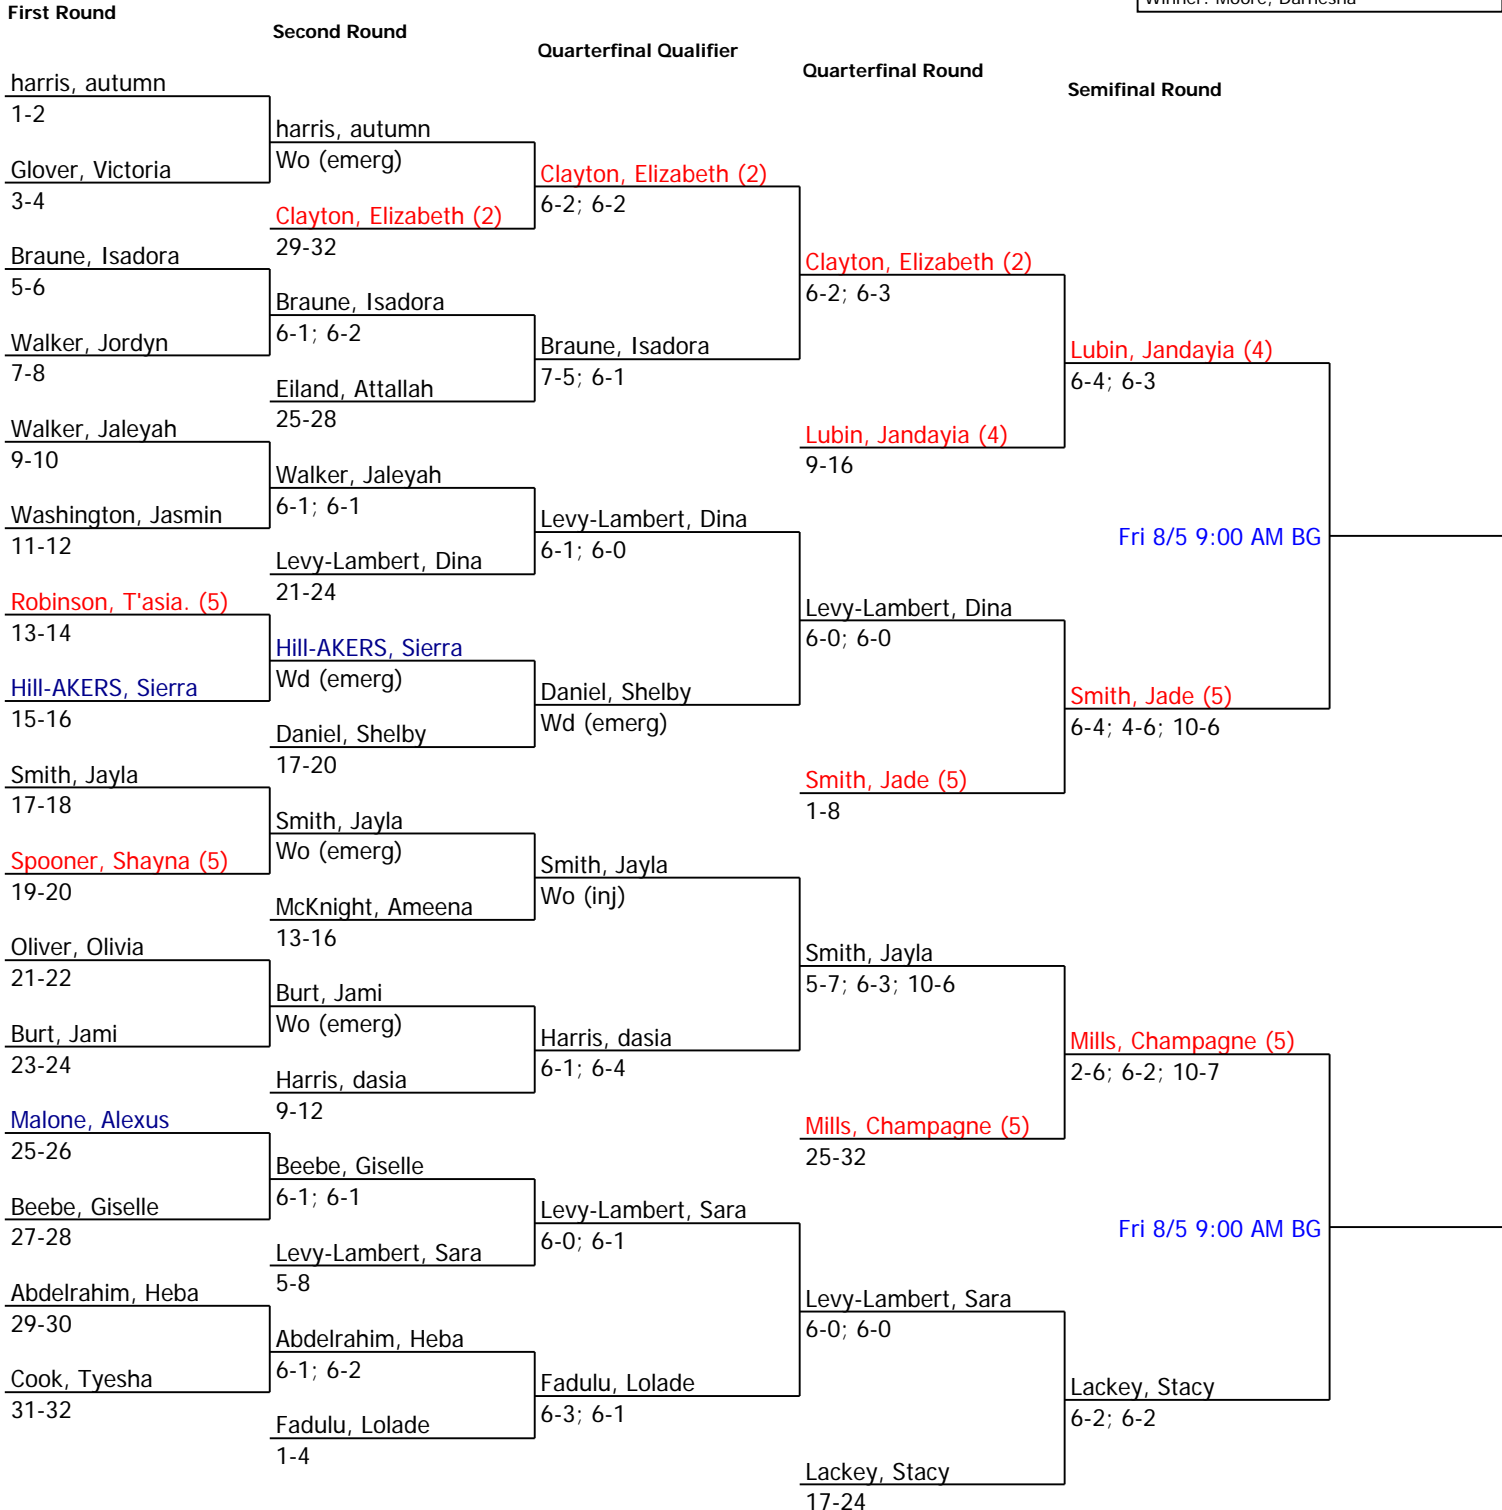 Winner: Moore, Darnesha
First Round
Second Round
Quarterfinal Qualifier
Quarterfinal Round
Semifinal Round
harris, autumn
1-2
Glover, Victoria
3-4
Braune, Isadora
5-6
Walker, Jordyn
7-8
Walker, Jaleyah
9-10
Washington, Jasmin
11-12
Robinson, T'asia. (5)
13-14
Hill-AKERS, Sierra
15-16
Smith, Jayla
17-18
Spooner, Shayna (5)
19-20
Oliver, Olivia
21-22
Burt, Jami
23-24
Malone, Alexus
25-26
Beebe, Giselle
27-28
Abdelrahim, Heba
29-30
Cook, Tyesha
31-32
harris, autumn
Wo (emerg)
Clayton, Elizabeth (2)
29-32
Braune, Isadora
6-1; 6-2
Eiland, Attallah
25-28
Walker, Jaleyah
6-1; 6-1
Levy-Lambert, Dina
21-24
Hill-AKERS, Sierra
Wd (emerg)
Daniel, Shelby
17-20
Smith, Jayla
Wo (emerg)
McKnight, Ameena
13-16
Burt, Jami
Wo (emerg)
Harris, dasia
9-12
Beebe, Giselle
6-1; 6-1
Levy-Lambert, Sara
5-8
Abdelrahim, Heba
6-1; 6-2
Fadulu, Lolade
1-4
Clayton, Elizabeth (2)
6-2; 6-2
Braune, Isadora
7-5; 6-1
Levy-Lambert, Dina
6-1; 6-0
Daniel, Shelby
Wd (emerg)
Smith, Jayla
Wo (inj)
Harris, dasia
6-1; 6-4
Levy-Lambert, Sara
6-0; 6-1
Fadulu, Lolade
6-3; 6-1
Clayton, Elizabeth (2)
6-2; 6-3
Lubin, Jandayia (4)
9-16
Levy-Lambert, Dina
6-0; 6-0
Smith, Jade (5)
1-8
Smith, Jayla
5-7; 6-3; 10-6
Mills, Champagne (5)
25-32
Levy-Lambert, Sara
6-0; 6-0
Lackey, Stacy
17-24
Lubin, Jandayia (4)
6-4; 6-3
Smith, Jade (5)
6-4; 4-6; 10-6
Mills, Champagne (5)
2-6; 6-2; 10-7
Lackey, Stacy
6-2; 6-2
Fri 8/5 9:00 AM BG
Fri 8/5 9:00 AM BG